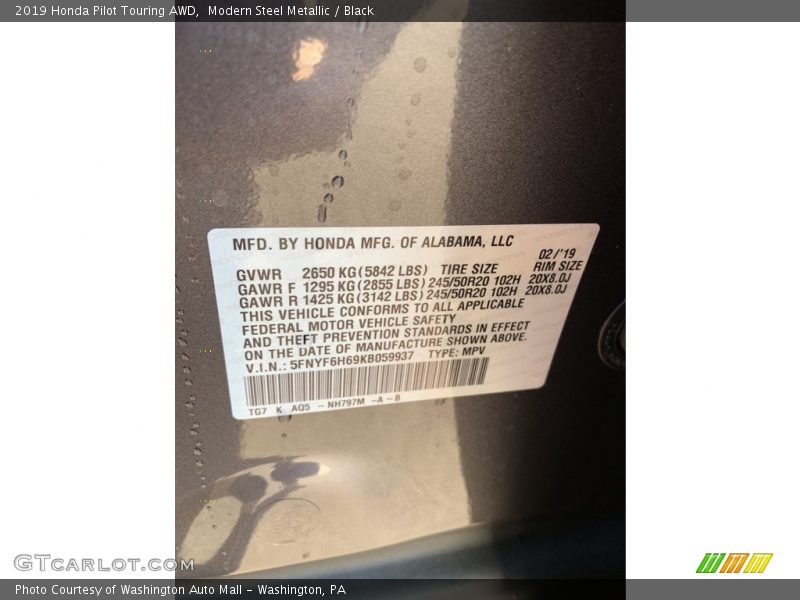 2019 Honda Pilot Touring AWD,  Modern Steel Metallic / Black
MFD. BY HONDA MFG. OF ALABAMA, LLC
02/'19
GVWR 2650 KG (5842 LBS) TIRE SIZE RIM SIZE
GAWR F 1295 KG (2855 LBS) 245/50R20 102H 20X8.0J
GAWR R 1425 KG (3142 LBS) 245/50R20 102H 20X8.0J
THIS VEHICLE CONFORMS TO ALL APPLICABLE
FEDERAL MOTOR VEHICLE SAFETY
AND THEFT PREVENTION STANDARDS IN EFFECT
ON THE DATE OF MANUFACTURE SHOWN ABOVE.
V.I.N.: 5FNYF6H69KB059937 TYPE: MPV
TG7 K AQ5 - NH797M -A - B
GTCARLOT.COM
Photo Courtesy of Washington Auto Mall - Washington, PA